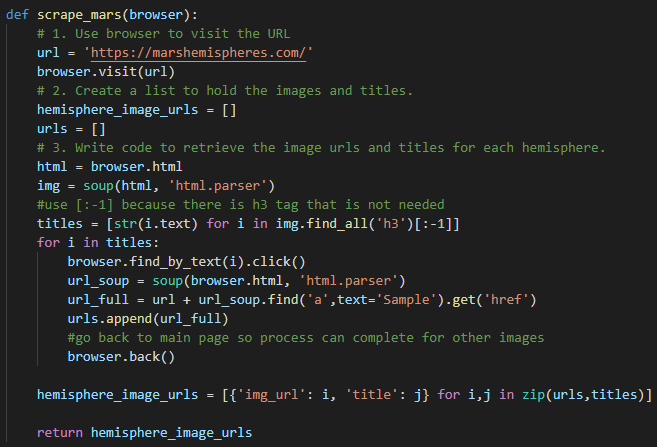 def scrape_mars(browser):
    # 1. Use browser to visit the URL
    url = 'https://marshemispheres.com/'
    browser.visit(url)
    # 2. Create a list to hold the images and titles.
    hemisphere_image_urls = []
    urls = []
    # 3. Write code to retrieve the image urls and titles for each hemisphere.
    html = browser.html
    img = soup(html, 'html.parser')
    #use [:-1] because there is h3 tag that is not needed
    titles = [str(i.text) for i in img.find_all('h3')[:-1]]
    for i in titles:
        browser.find_by_text(i).click()
        url_soup = soup(browser.html, 'html.parser')
        url_full = url + url_soup.find('a',text='Sample').get('href')
        urls.append(url_full)
        #go back to main page so process can complete for other images
        browser.back()
    hemisphere_image_urls = [{'img_url': i, 'title': j} for i,j in zip(urls,titles)]
    return hemisphere_image_urls